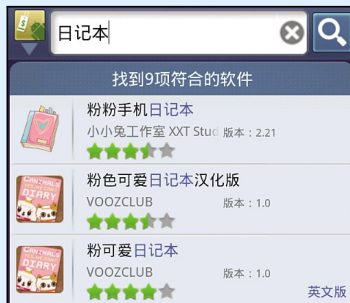 日记本
找到9项符合的软件
粉粉手机日记本
小小兔工作室 XXT Stud 版本：2.21
粉色可爱日记本汉化版
VOOZCLUB 版本：1.0
粉可爱日记本
VOOZCLUB 版本：1.0
英文版